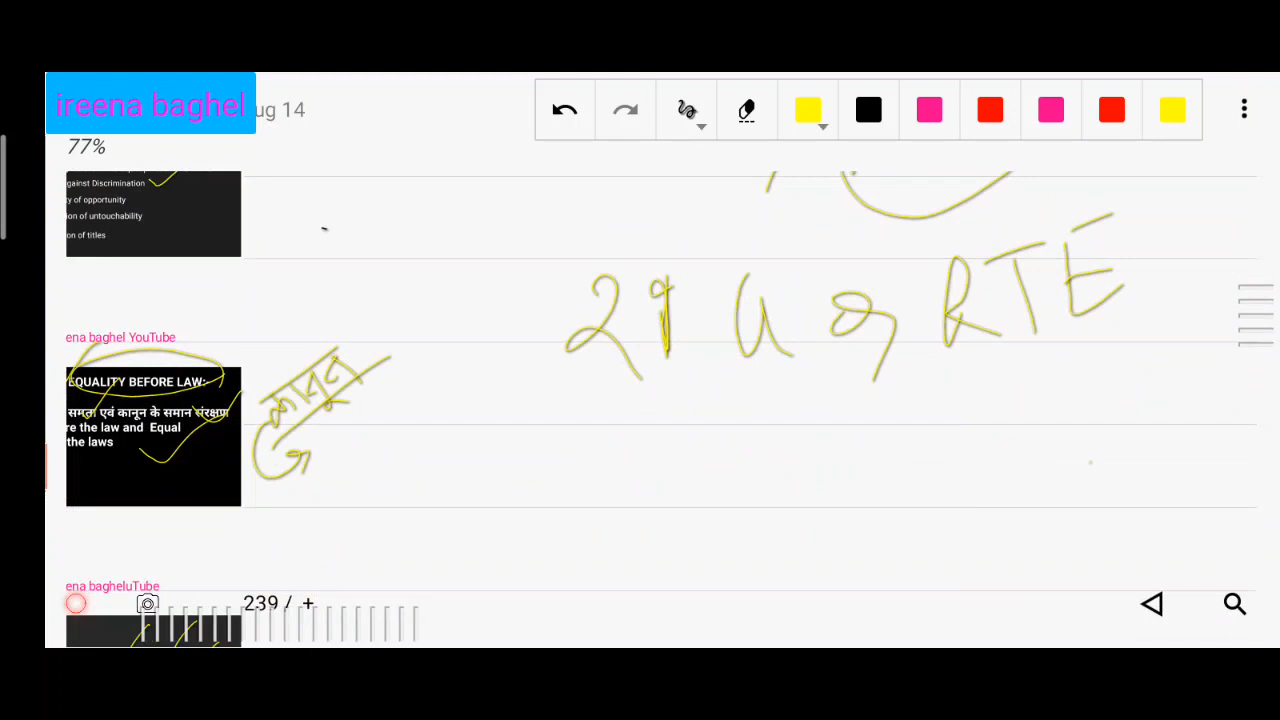 ireena baghel
ug 14
77%
gainst Discrimination
ty of opportunity
ion of untouchability
on of titles
21 A RTE
ena baghel YouTube
EQUALITY BEFORE LAW:
समता एवं कानून के समान संरक्षण
re the law and Equal
the laws
कानून
ena bagheluTube
239 / +